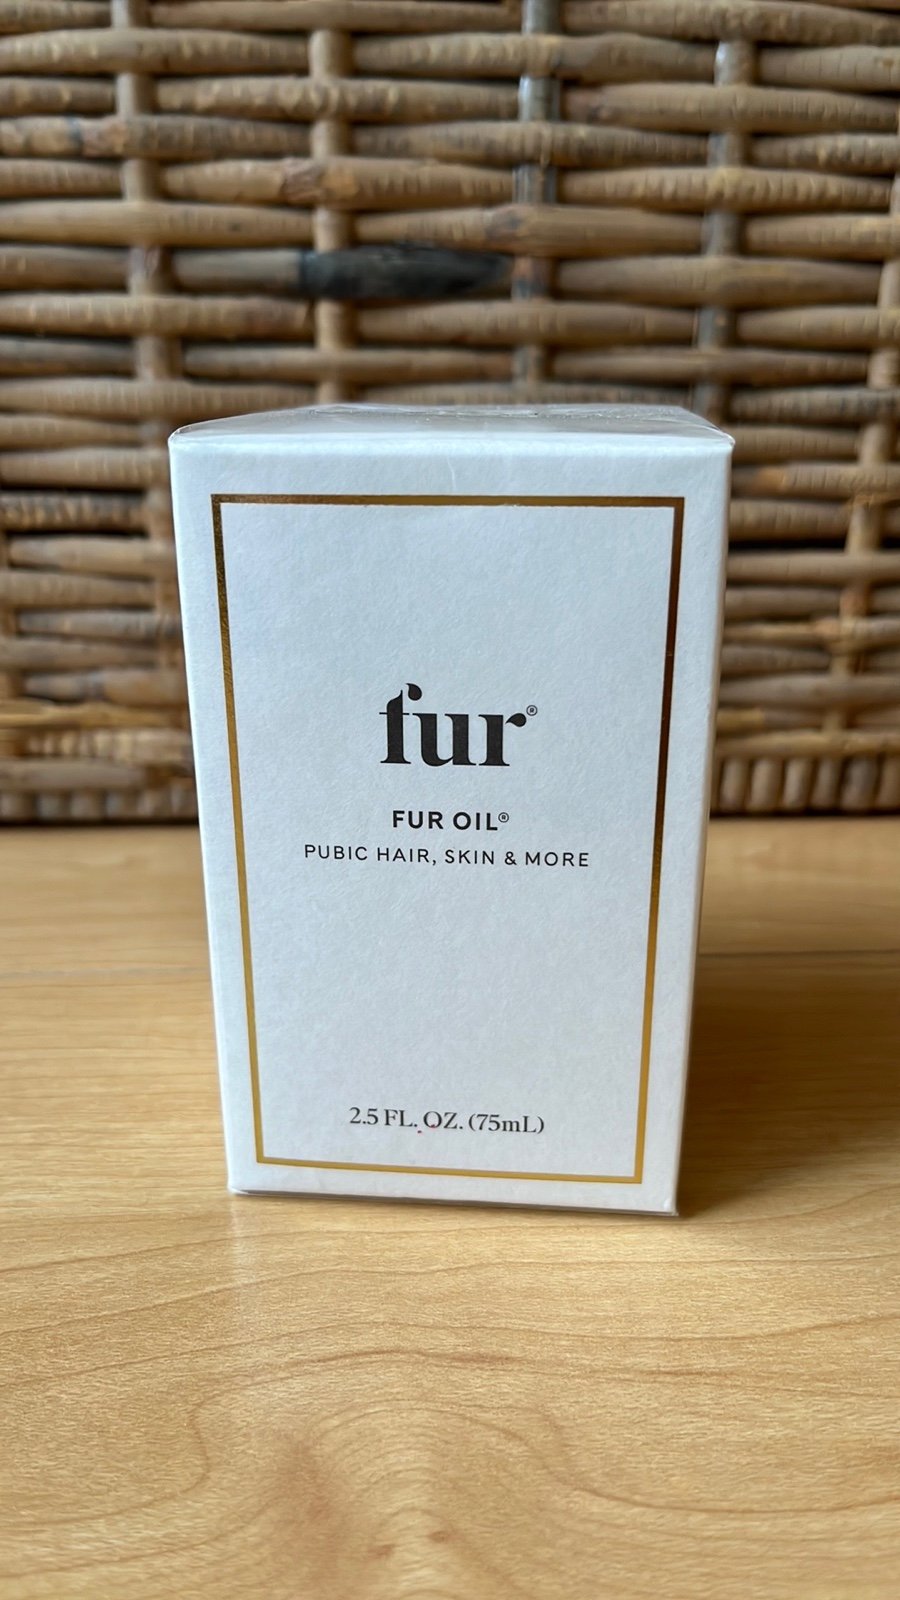 fur®
FUR OIL®
PUBIC HAIR, SKIN & MORE
2.5 FL. OZ. (75mL)